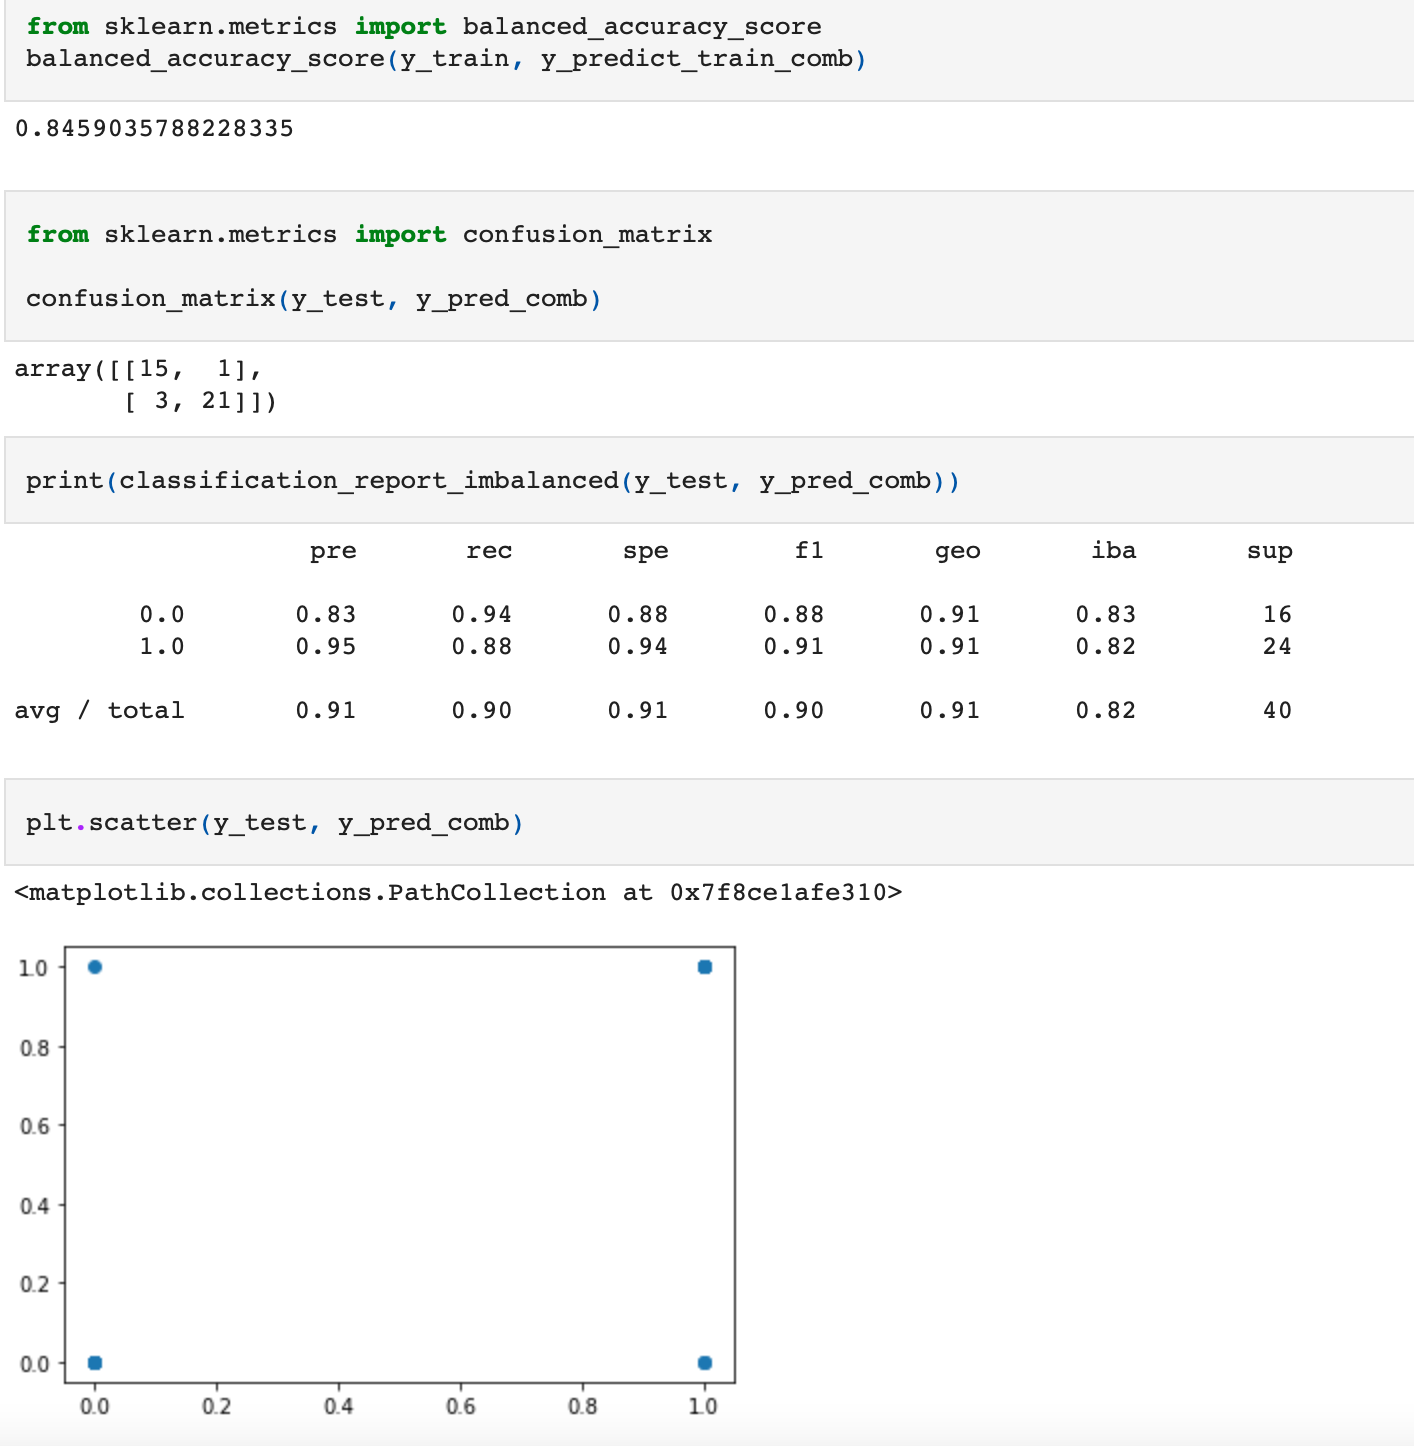 from sklearn.metrics import balanced_accuracy_score
balanced_accuracy_score(y_train, y_predict_train_comb)
0.8459035788228335
from sklearn.metrics import confusion_matrix
confusion_matrix(y_test, y_pred_comb)
array([[15,  1],
       [ 3, 21]])
print(classification_report_imbalanced(y_test, y_pred_comb))
pre rec spe f1 geo iba sup
0.0 0.83 0.94 0.88 0.88 0.91 0.83 16
1.0 0.95 0.88 0.94 0.91 0.91 0.82 24
avg / total 0.91 0.90 0.91 0.90 0.91 0.82 40
plt.scatter(y_test, y_pred_comb)
<matplotlib.collections.PathCollection at 0x7f8ce1afe310>
1.0
0.8
0.6
0.4
0.2
0.0
0.0 0.2 0.4 0.6 0.8 1.0